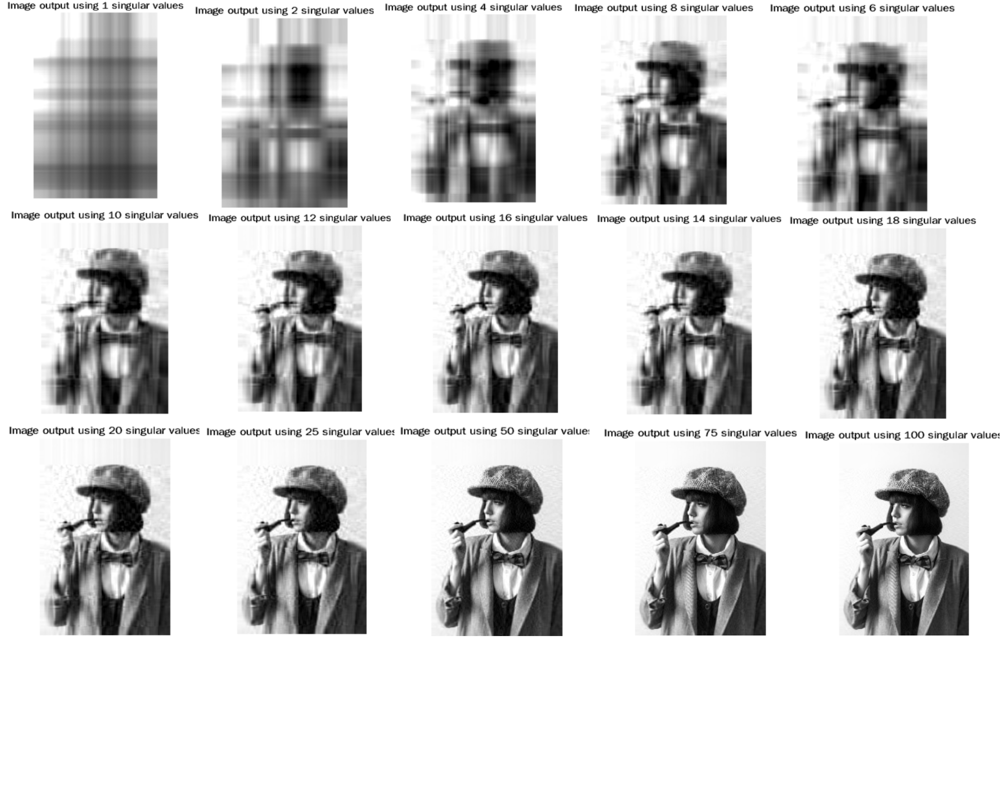 Image output using 1 singular values
Image output using 2 singular values
Image output using 4 singular values
Image output using 8 singular values
Image output using 6 singular values
Image output using 10 singular values
Image output using 12 singular values
Image output using 16 singular values
Image output using 14 singular values
Image output using 18 singular values
Image output using 20 singular values
Image output using 25 singular values
Image output using 50 singular value
Image output using 75 singular values
Image output using 100 singular values